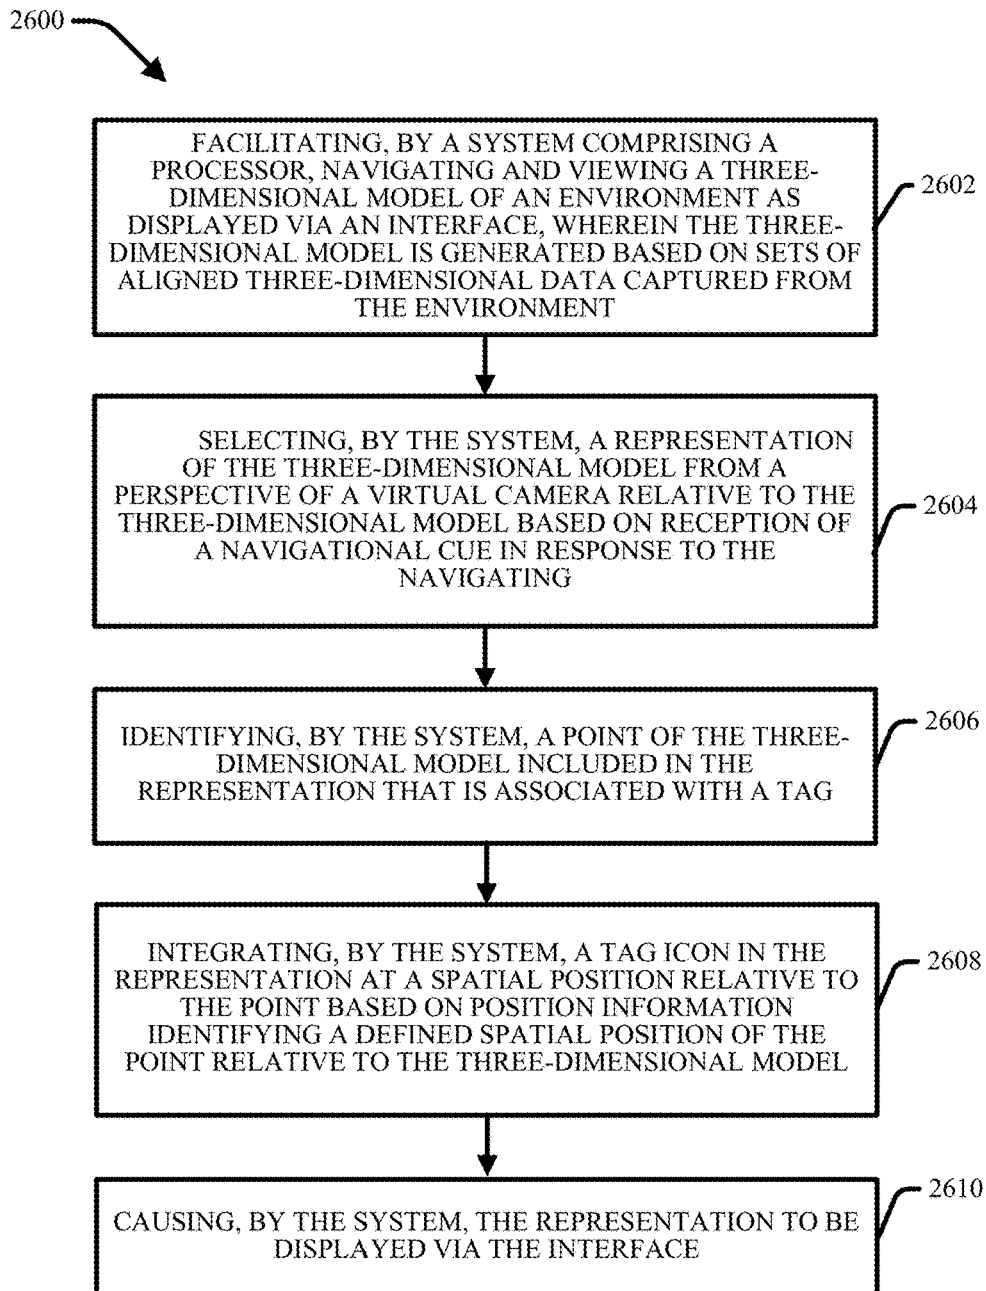 2600
FACILITATING, BY A SYSTEM COMPRISING A
PROCESSOR, NAVIGATING AND VIEWING A THREE-
DIMENSIONAL MODEL OF AN ENVIRONMENT AS
DISPLAYED VIA AN INTERFACE, WHEREIN THE THREE-
DIMENSIONAL MODEL IS GENERATED BASED ON SETS OF
ALIGNED THREE-DIMENSIONAL DATA CAPTURED FROM
THE ENVIRONMENT
2602
SELECTING, BY THE SYSTEM, A REPRESENTATION
OF THE THREE-DIMENSIONAL MODEL FROM A
PERSPECTIVE OF A VIRTUAL CAMERA RELATIVE TO THE
THREE-DIMENSIONAL MODEL BASED ON RECEPTION OF
A NAVIGATIONAL CUE IN RESPONSE TO THE
NAVIGATING
2604
IDENTIFYING, BY THE SYSTEM, A POINT OF THE THREE-
DIMENSIONAL MODEL INCLUDED IN THE
REPRESENTATION THAT IS ASSOCIATED WITH A TAG
2606
INTEGRATING, BY THE SYSTEM, A TAG ICON IN THE
REPRESENTATION AT A SPATIAL POSITION RELATIVE TO
THE POINT BASED ON POSITION INFORMATION
IDENTIFYING A DEFINED SPATIAL POSITION OF THE
POINT RELATIVE TO THE THREE-DIMENSIONAL MODEL
2608
CAUSING, BY THE SYSTEM, THE REPRESENTATION TO BE
DISPLAYED VIA THE INTERFACE
2610